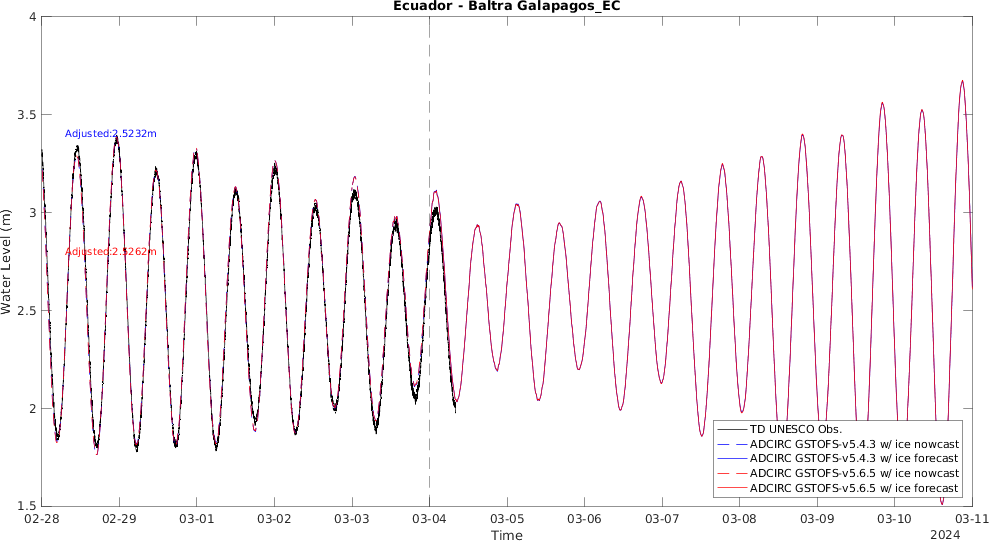 Ecuador - Baltra Galapagos_EC
4
3.5
3
2.5
2
1.5
Water Level (m)
Adjusted:2.5232m
Adjusted:2.5262m
TD UNESCO Obs.
ADCIRC GSTOFS-v5.4.3 w/ ice nowcast
ADCIRC GSTOFS-v5.4.3 w/ ice forecast
ADCIRC GSTOFS-v5.6.5 w/ ice nowcast
ADCIRC GSTOFS-v5.6.5 w/ ice forecast
02-28 02-29 03-01 03-02 03-03 03-04 03-05 03-06 03-07 03-08 03-09 03-10 03-11
Time
2024